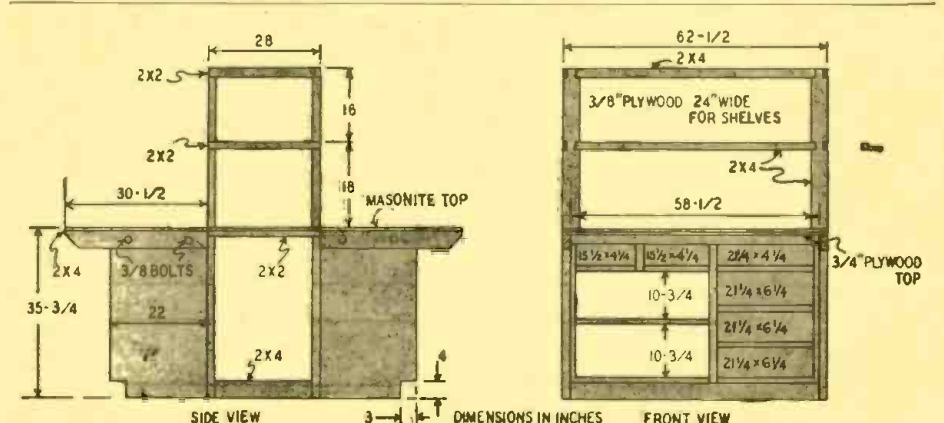 28
2X2
16
2X2
18
30-1/2
MASONITE TOP
2X4
3/8 BOLTS
2X2
35-3/4
22
2X4
4
3
SIDE VIEW
DIMENSIONS IN INCHES
62-1/2
2X4
3/8" PLYWOOD 24" WIDE
FOR SHELVES
2X4
58-1/2
3/4" PLYWOOD
TOP
15 1/2 x 4 1/4
15 1/2 x 4 1/4
21 1/4 x 4 1/4
10-3/4
21 1/4 x 6 1/4
21 1/4 x 6 1/4
10-3/4
21 1/4 x 6 1/4
FRONT VIEW